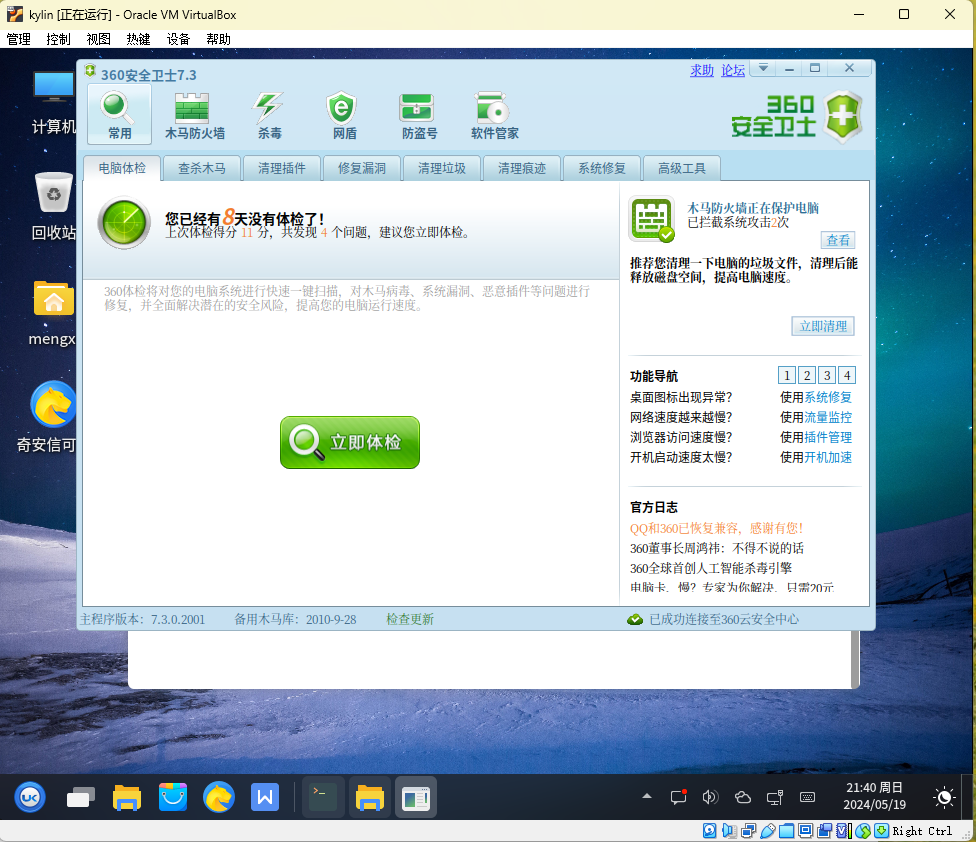 kylin [正在运行] - Oracle VM VirtualBox
管理 控制 视图 热键 设备 帮助
计算机
回收站
mengx
奇安信可
360安全卫士7.3
求助 论坛
常用 木马防火墙 杀毒 网盾 防盗号 软件管家
360
安全卫士
电脑体检 查杀木马 清理插件 修复漏洞 清理垃圾 清理痕迹 系统修复 高级工具
您已经有8天没有体检了!
上次体检得分 11 分，共发现 4 个问题，建议您立即体检。
360体检将对您的电脑系统进行快速一键扫描，对木马病毒、系统漏洞、恶意插件等问题进行
修复，并全面解决潜在的安全风险，提高您的电脑运行速度。
立即体检
木马防火墙正在保护电脑
已拦截系统攻击2次
查看
推荐您清理一下电脑的垃圾文件，清理后能
释放磁盘空间，提高电脑速度。
立即清理
功能导航 1 2 3 4
桌面图标出现异常? 使用系统修复
网络速度越来越慢? 使用流量监控
浏览器访问速度慢? 使用插件管理
开机启动速度太慢? 使用开机加速
官方日志
QQ和360已恢复兼容，感谢有您!
360董事长周鸿祎：不得不说的话
360全球首创人工智能杀毒引擎
电脑卡、慢？专家为你解决，只需20元
主程序版本：7.3.0.2001 备用木马库：2010-9-28 检查更新 已成功连接至360云安全中心
UK
W
21:40 周日
2024/05/19
Right Ctrl